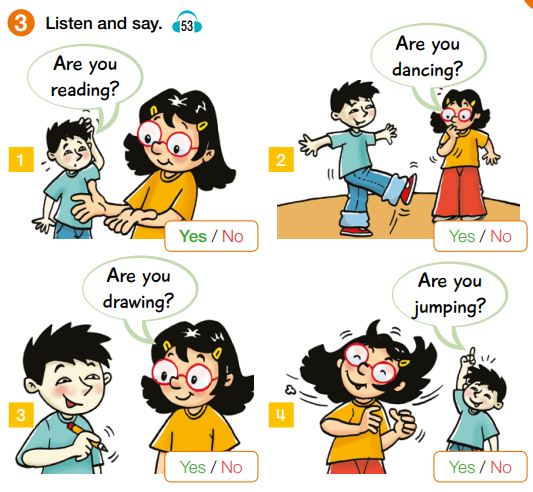 3 Listen and say. 53
Are you
reading?
1
Yes / No
Are you
dancing?
2
Yes / No
Are you
drawing?
3
Yes / No
Are you
jumping?
4
Yes / No